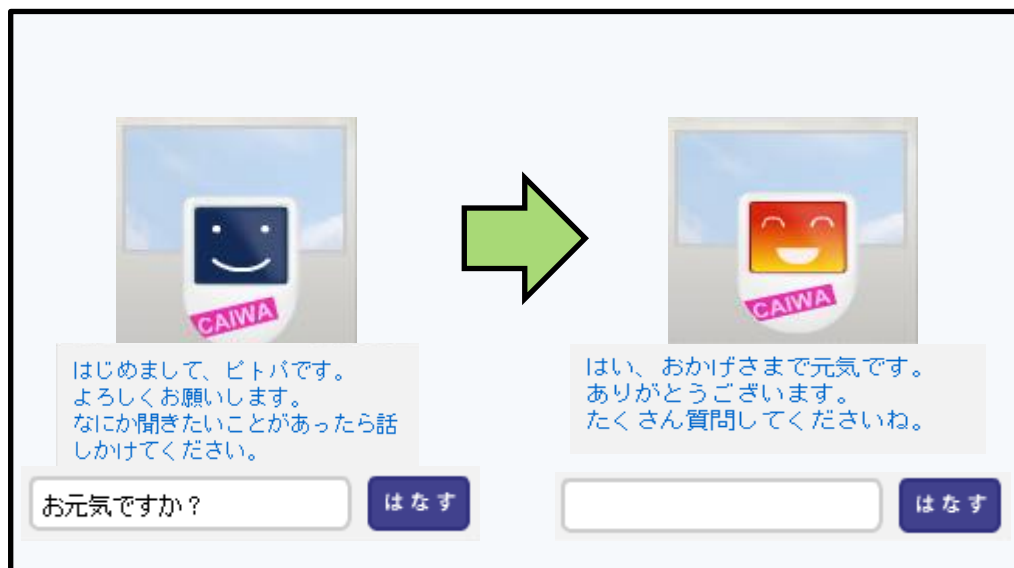 CAIWA
はじめまして、ビトバです。
よろしくお願いします。
なにか聞きたいことがあったら話
しかけてください。
お元気ですか？
はなす
CAIWA
はい、おかげさまで元気です。
ありがとうございます。
たくさん質問してくださいね。
はなす